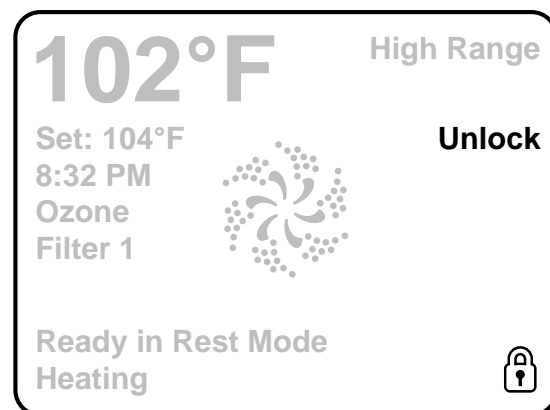 102°F
High Range
Set: 104°F
Unlock
8:32 PM
Ozone
Filter 1
Ready in Rest Mode
Heating